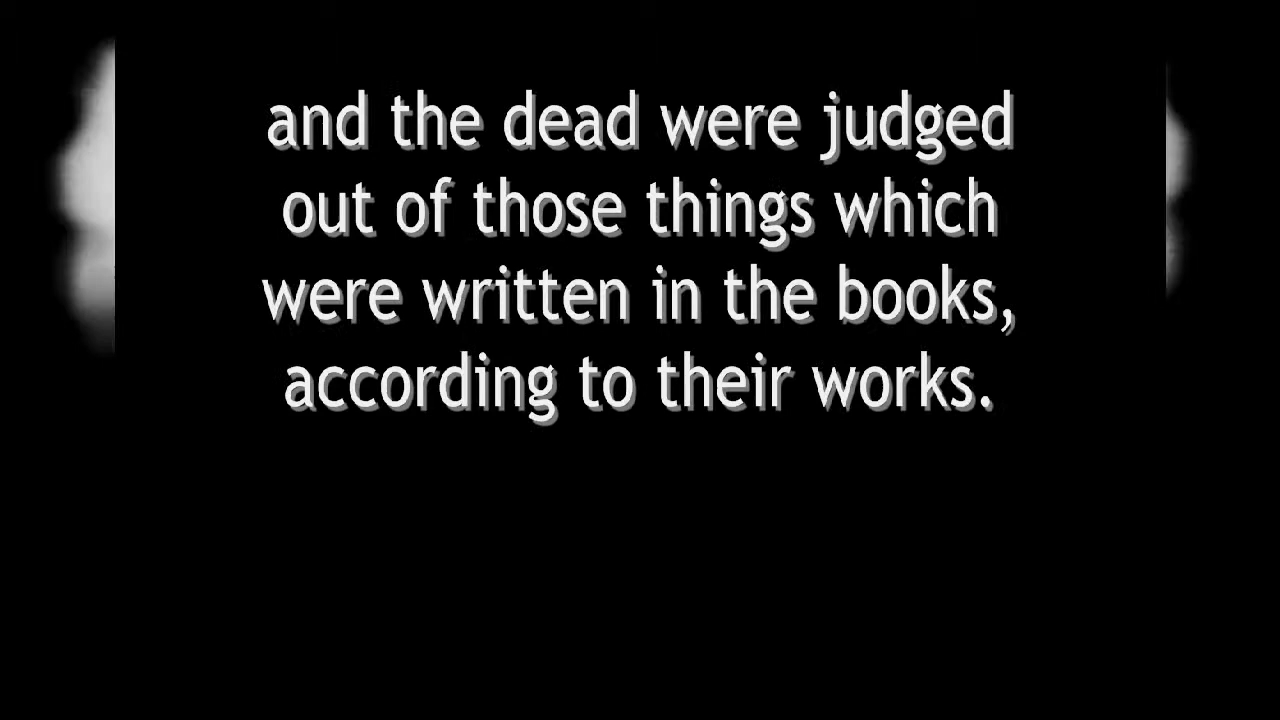 and the dead were judged
out of those things which
were written in the books,
according to their works.